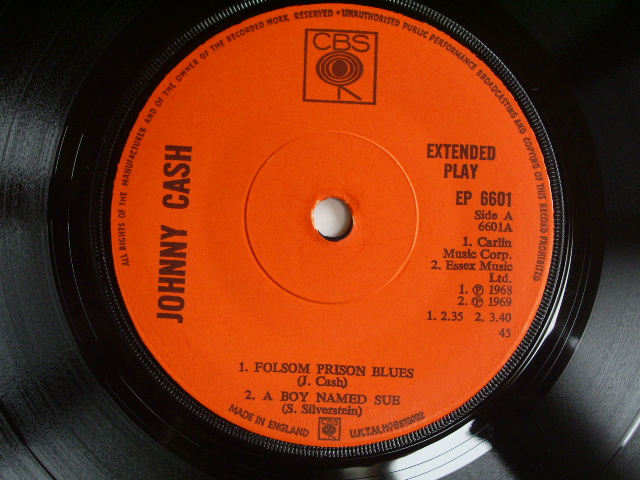 ALL RIGHTS OF THE MANUFACTURER AND OF THE OWNER OF THE RECORDED WORK RESERVED • UNAUTHORISED PUBLIC PERFORMANCE BROADCASTING AND COPYING OF THIS RECORD PROHIBITED
CBS
JOHNNY CASH
EXTENDED
PLAY
EP 6601
Side A
6601A
1. Carlin
Music Corp.
2. Essex Music
Ltd.
1. ℗ 1968
2. ℗ 1969
1. 2.35 2. 3.40
45
1. FOLSOM PRISON BLUES
(J. Cash)
2. A BOY NAMED SUE
(S. Silverstein)
MADE IN ENGLAND
CBS